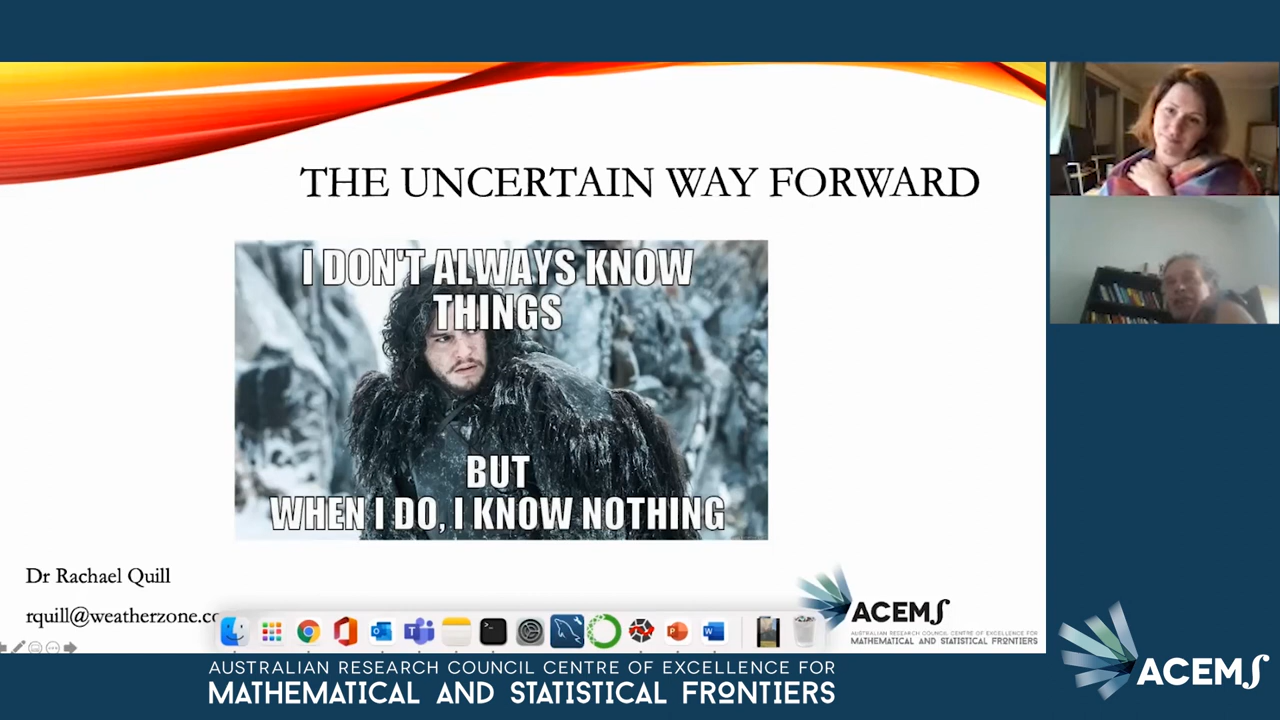 THE UNCERTAIN WAY FORWARD
I DON'T ALWAYS KNOW
THINGS
BUT
WHEN I DO, I KNOW NOTHING
Dr Rachael Quill
rquill@weatherzone.co
ACEMS
AUSTRALIAN RESEARCH COUNCIL CENTRE OF EXCELLENCE FOR
MATHEMATICAL AND STATISTICAL FRONTIERS
AUSTRALIAN RESEARCH COUNCIL CENTRE OF EXCELLENCE FOR
MATHEMATICAL AND STATISTICAL FRONTIERS
ACEMS